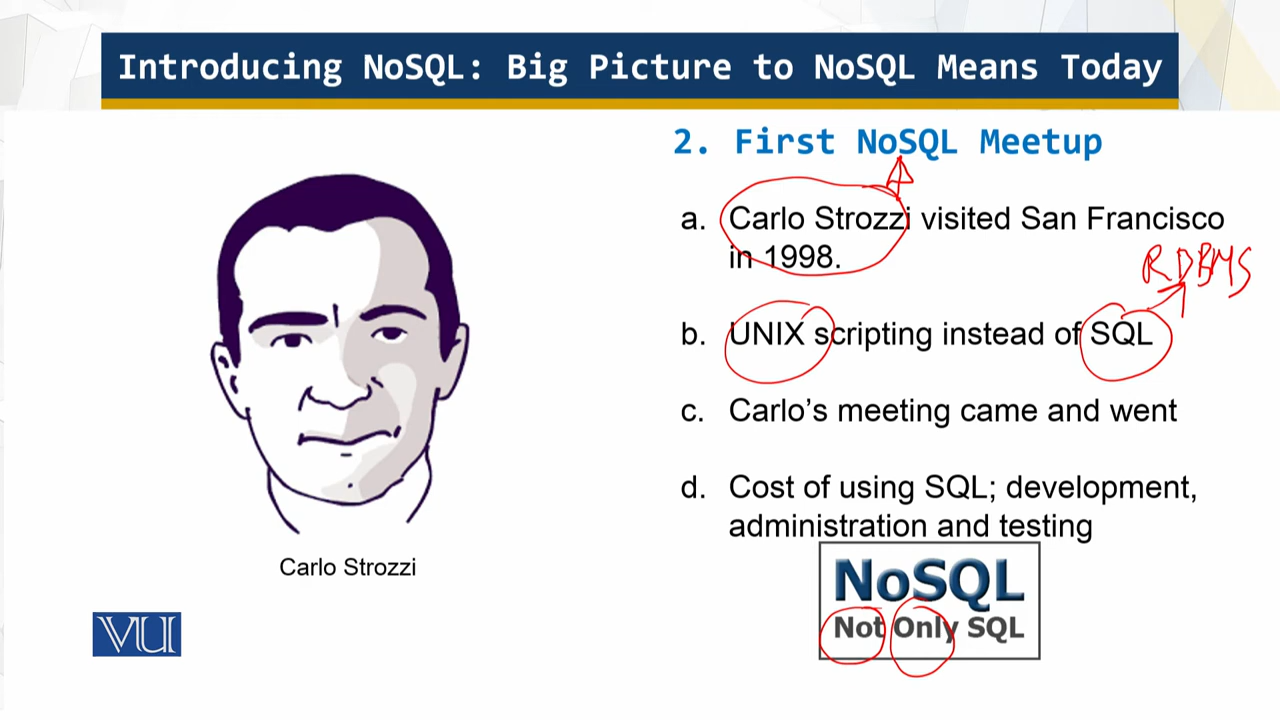 Introducing NoSQL: Big Picture to NoSQL Means Today
2. First NoSQL Meetup
a. Carlo Strozzi visited San Francisco
in 1998.
RDBMS
b. UNIX scripting instead of SQL
c. Carlo’s meeting came and went
d. Cost of using SQL; development,
administration and testing
NoSQL
Not Only SQL
Carlo Strozzi
VU